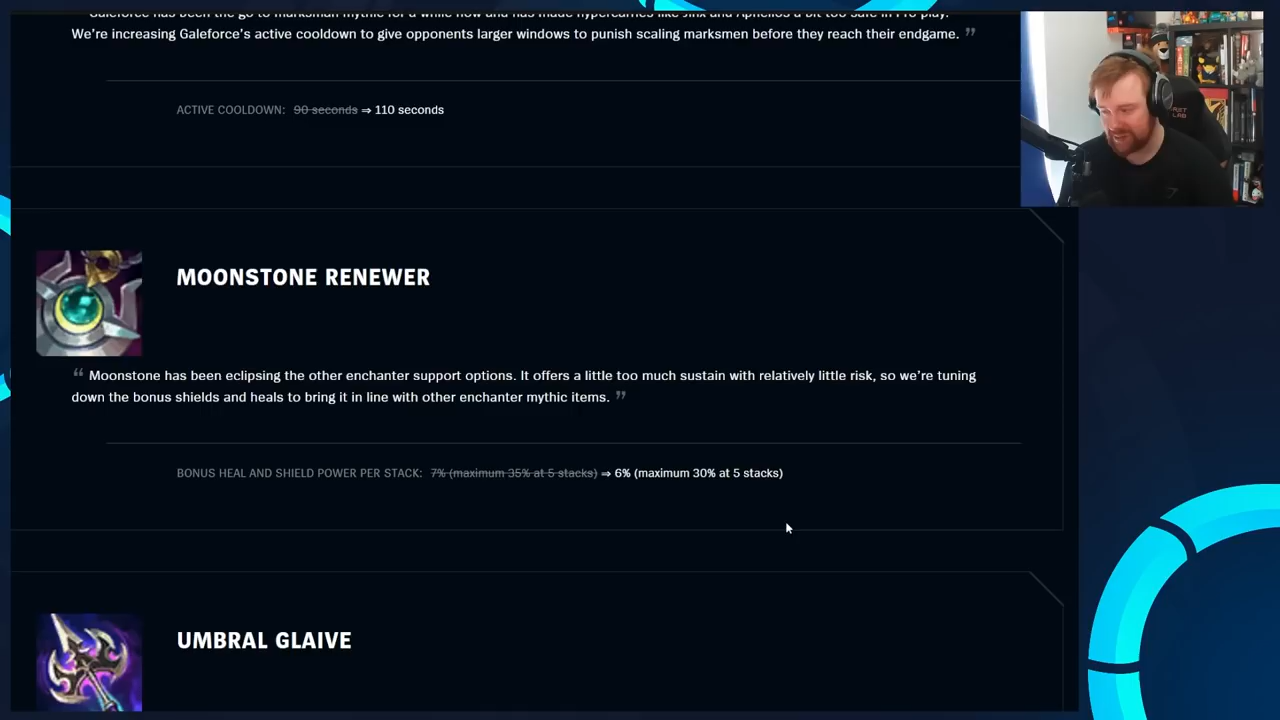 Galeforce has been the go to marksman mythic for a while now and has made hypercarries like Jinx and Aphelios a bit too safe in Pro play.
We're increasing Galeforce's active cooldown to give opponents larger windows to punish scaling marksmen before they reach their endgame. ”
ACTIVE COOLDOWN: 90 seconds ⇒ 110 seconds
MOONSTONE RENEWER
“ Moonstone has been eclipsing the other enchanter support options. It offers a little too much sustain with relatively little risk, so we're tuning
down the bonus shields and heals to bring it in line with other enchanter mythic items. ”
BONUS HEAL AND SHIELD POWER PER STACK: 7% (maximum 35% at 5 stacks) ⇒ 6% (maximum 30% at 5 stacks)
UMBRAL GLAIVE